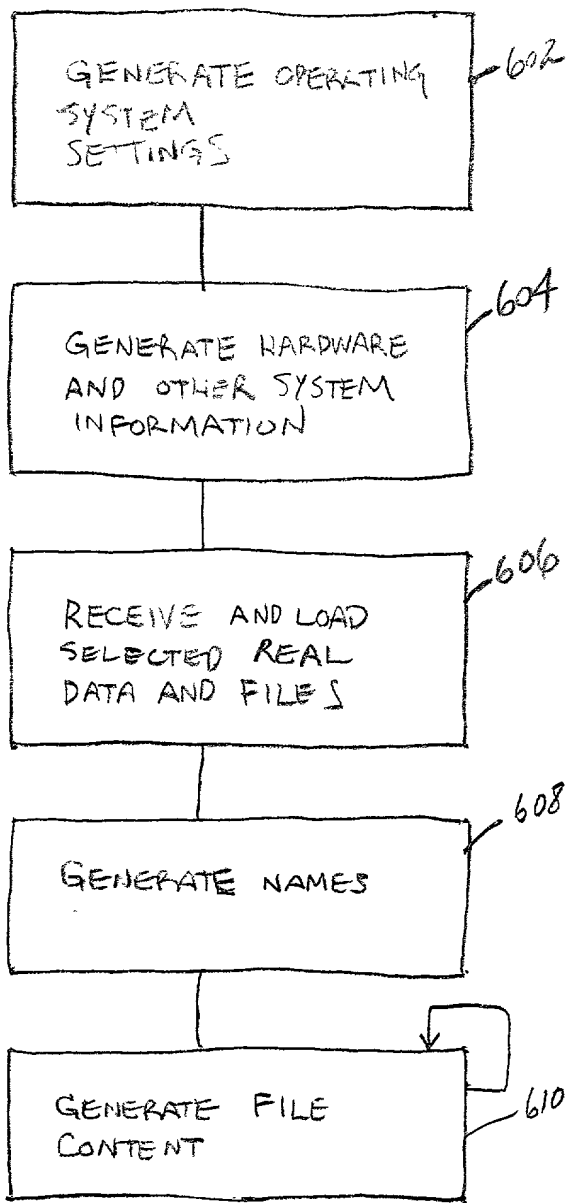 GENERATE OPERATING
SYSTEM
SETTINGS
602
GENERATE HARDWARE
AND OTHER SYSTEM
INFORMATION
604
RECEIVE AND LOAD
SELECTED REAL
DATA AND FILES
606
GENERATE NAMES
608
GENERATE FILE
CONTENT
610